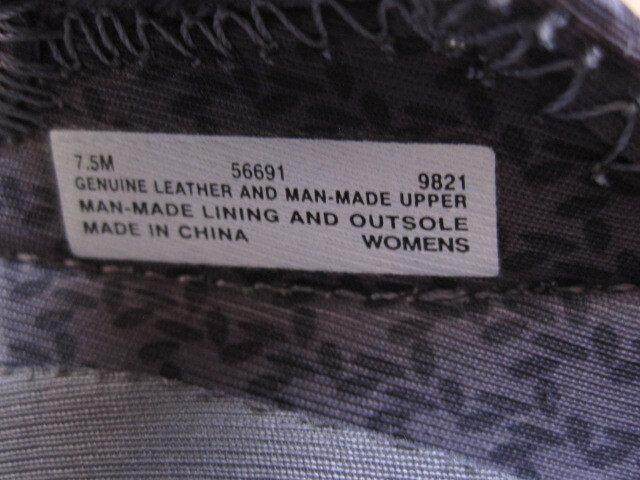 7.5M 56691 9821
GENUINE LEATHER AND MAN-MADE UPPER
MAN-MADE LINING AND OUTSOLE
MADE IN CHINA WOMENS